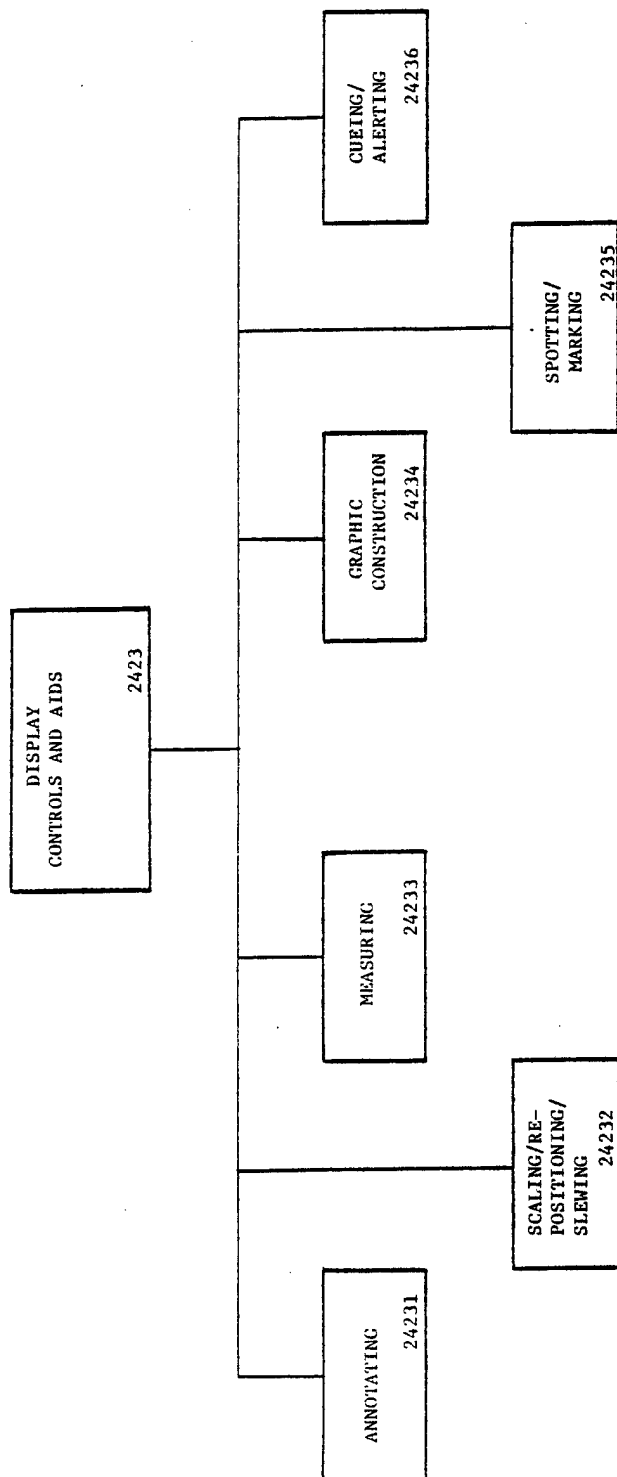 DISPLAY
CONTROLS AND AIDS
2423
ANNOTATING
24231
SCALING/RE-
POSITIONING/
SLEWING
24232
MEASURING
24233
GRAPHIC
CONSTRUCTION
24234
SPOTTING/
MARKING
24235
CUEING/
ALERTING
24236